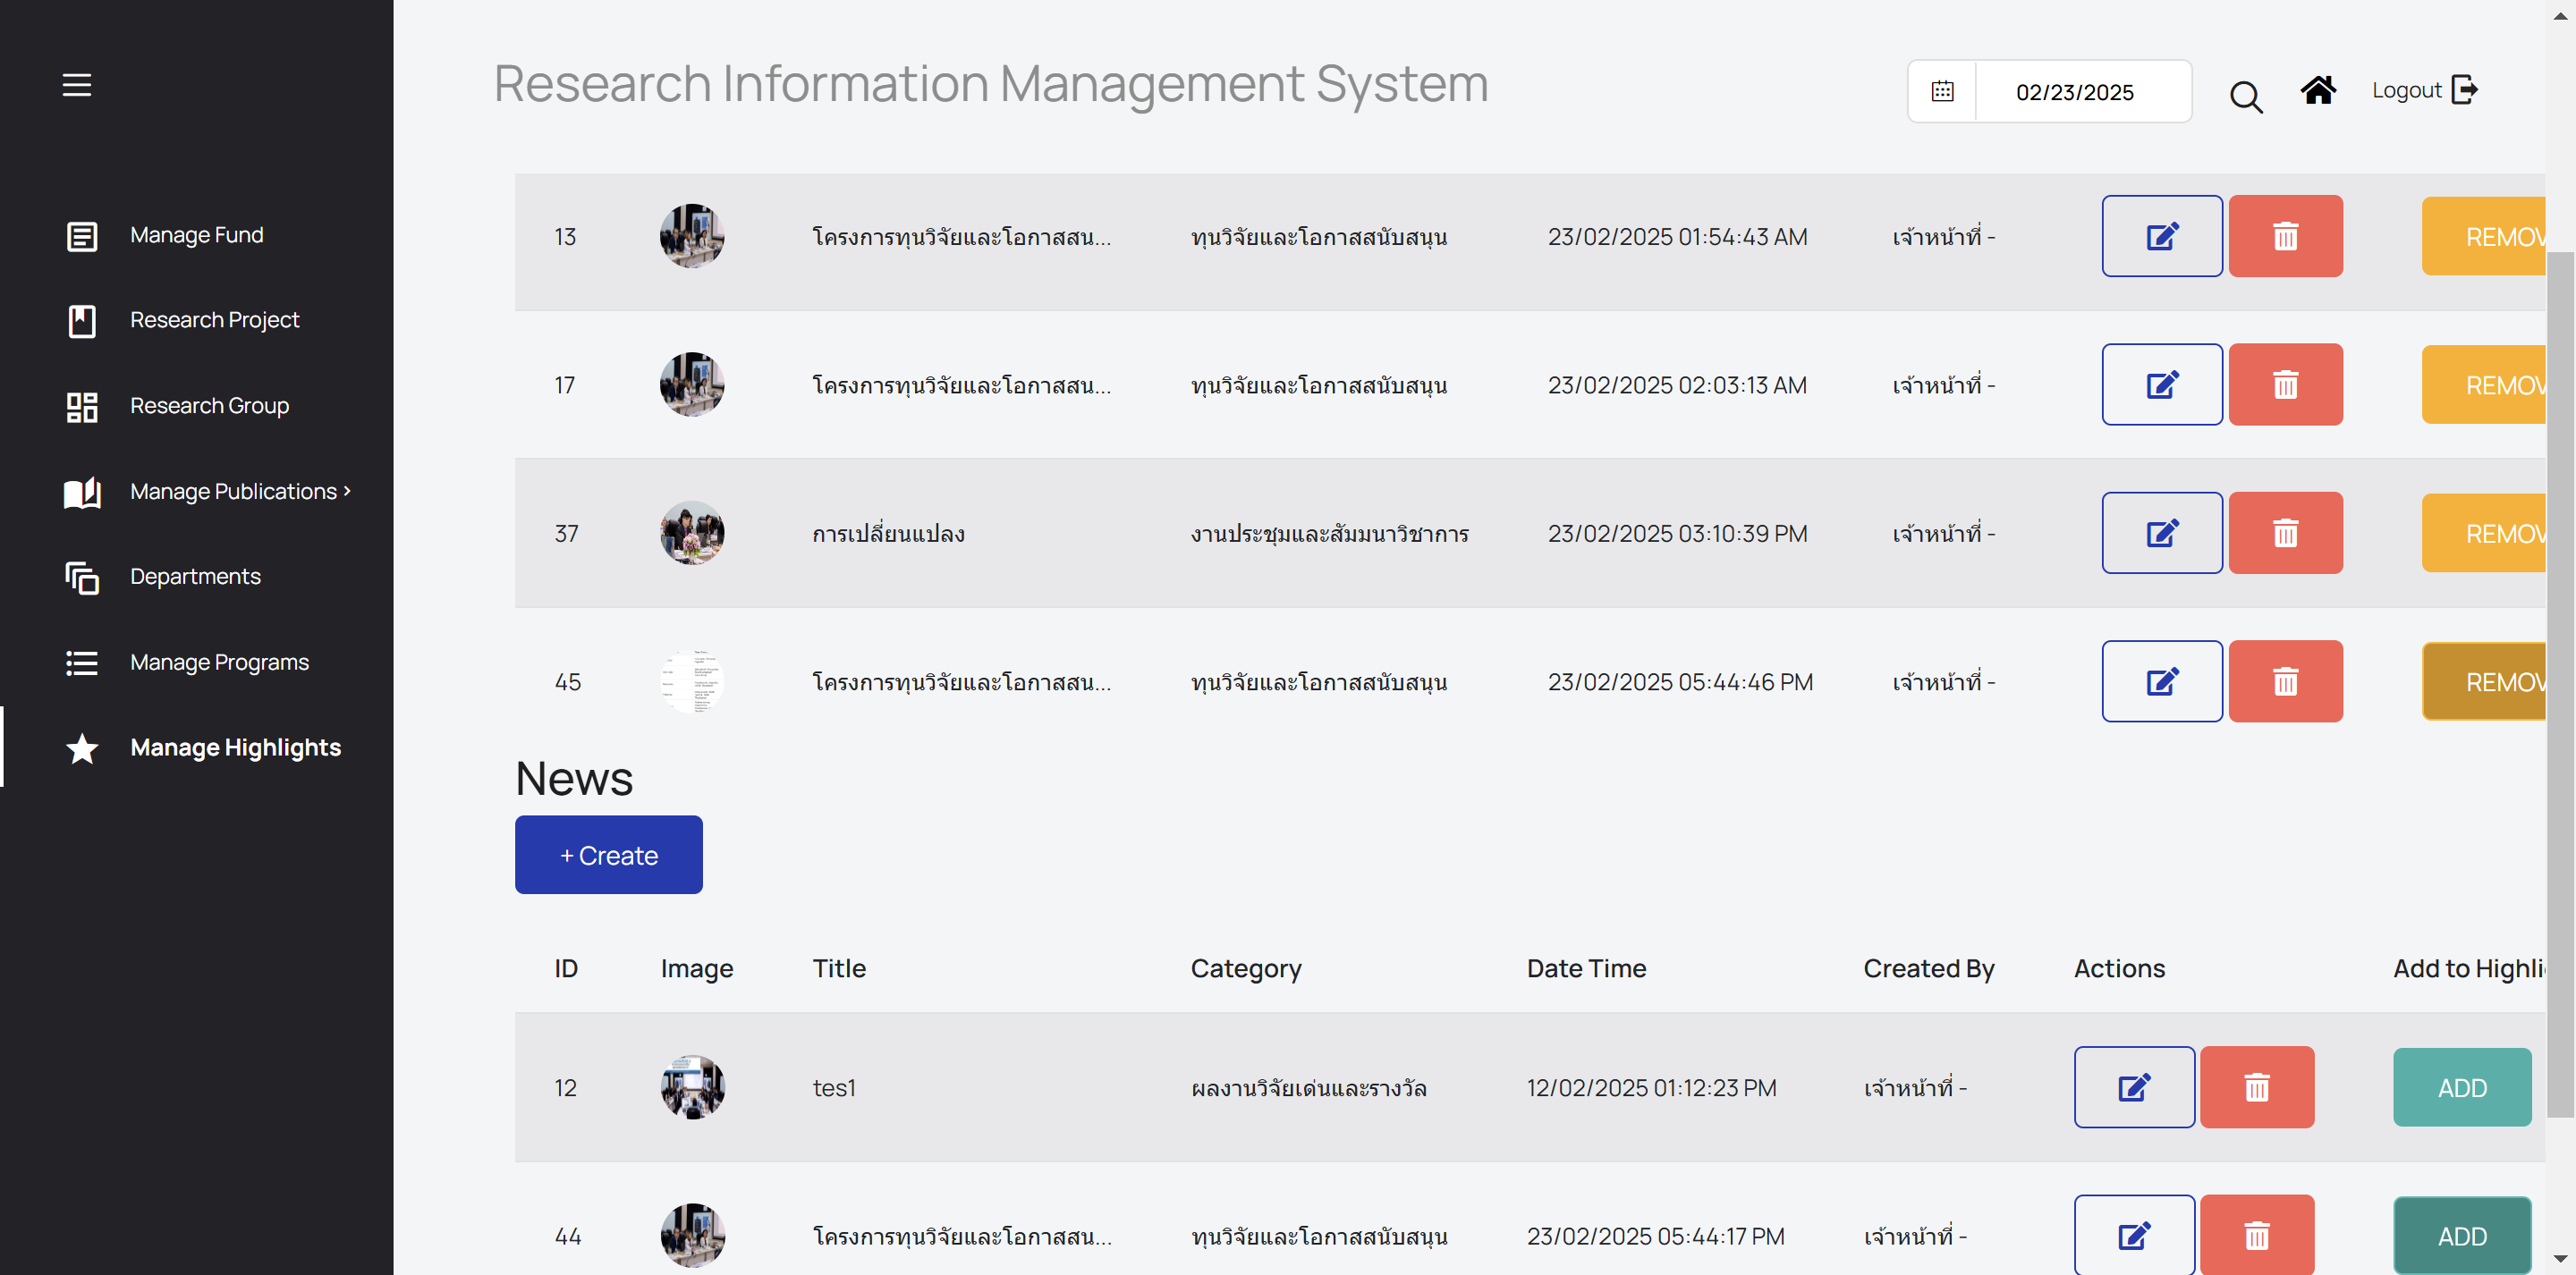 Research Information Management System
02/23/2025
Logout
Manage Fund
Research Project
Research Group
Manage Publications >
Departments
Manage Programs
Manage Highlights
13 โครงการทุนวิจัยและโอกาสสน... ทุนวิจัยและโอกาสสนับสนุน 23/02/2025 01:54:43 AM เจ้าหน้าที่ - REMOV
17 โครงการทุนวิจัยและโอกาสสน... ทุนวิจัยและโอกาสสนับสนุน 23/02/2025 02:03:13 AM เจ้าหน้าที่ - REMOV
37 การเปลี่ยนแปลง งานประชุมและสัมมนาวิชาการ 23/02/2025 03:10:39 PM เจ้าหน้าที่ - REMOV
45 โครงการทุนวิจัยและโอกาสสน... ทุนวิจัยและโอกาสสนับสนุน 23/02/2025 05:44:46 PM เจ้าหน้าที่ - REMOV
News
+ Create
ID Image Title Category Date Time Created By Actions Add to Highli
12 tes1 ผลงานวิจัยเด่นและรางวัล 12/02/2025 01:12:23 PM เจ้าหน้าที่ - ADD
44 โครงการทุนวิจัยและโอกาสสน... ทุนวิจัยและโอกาสสนับสนุน 23/02/2025 05:44:17 PM เจ้าหน้าที่ - ADD